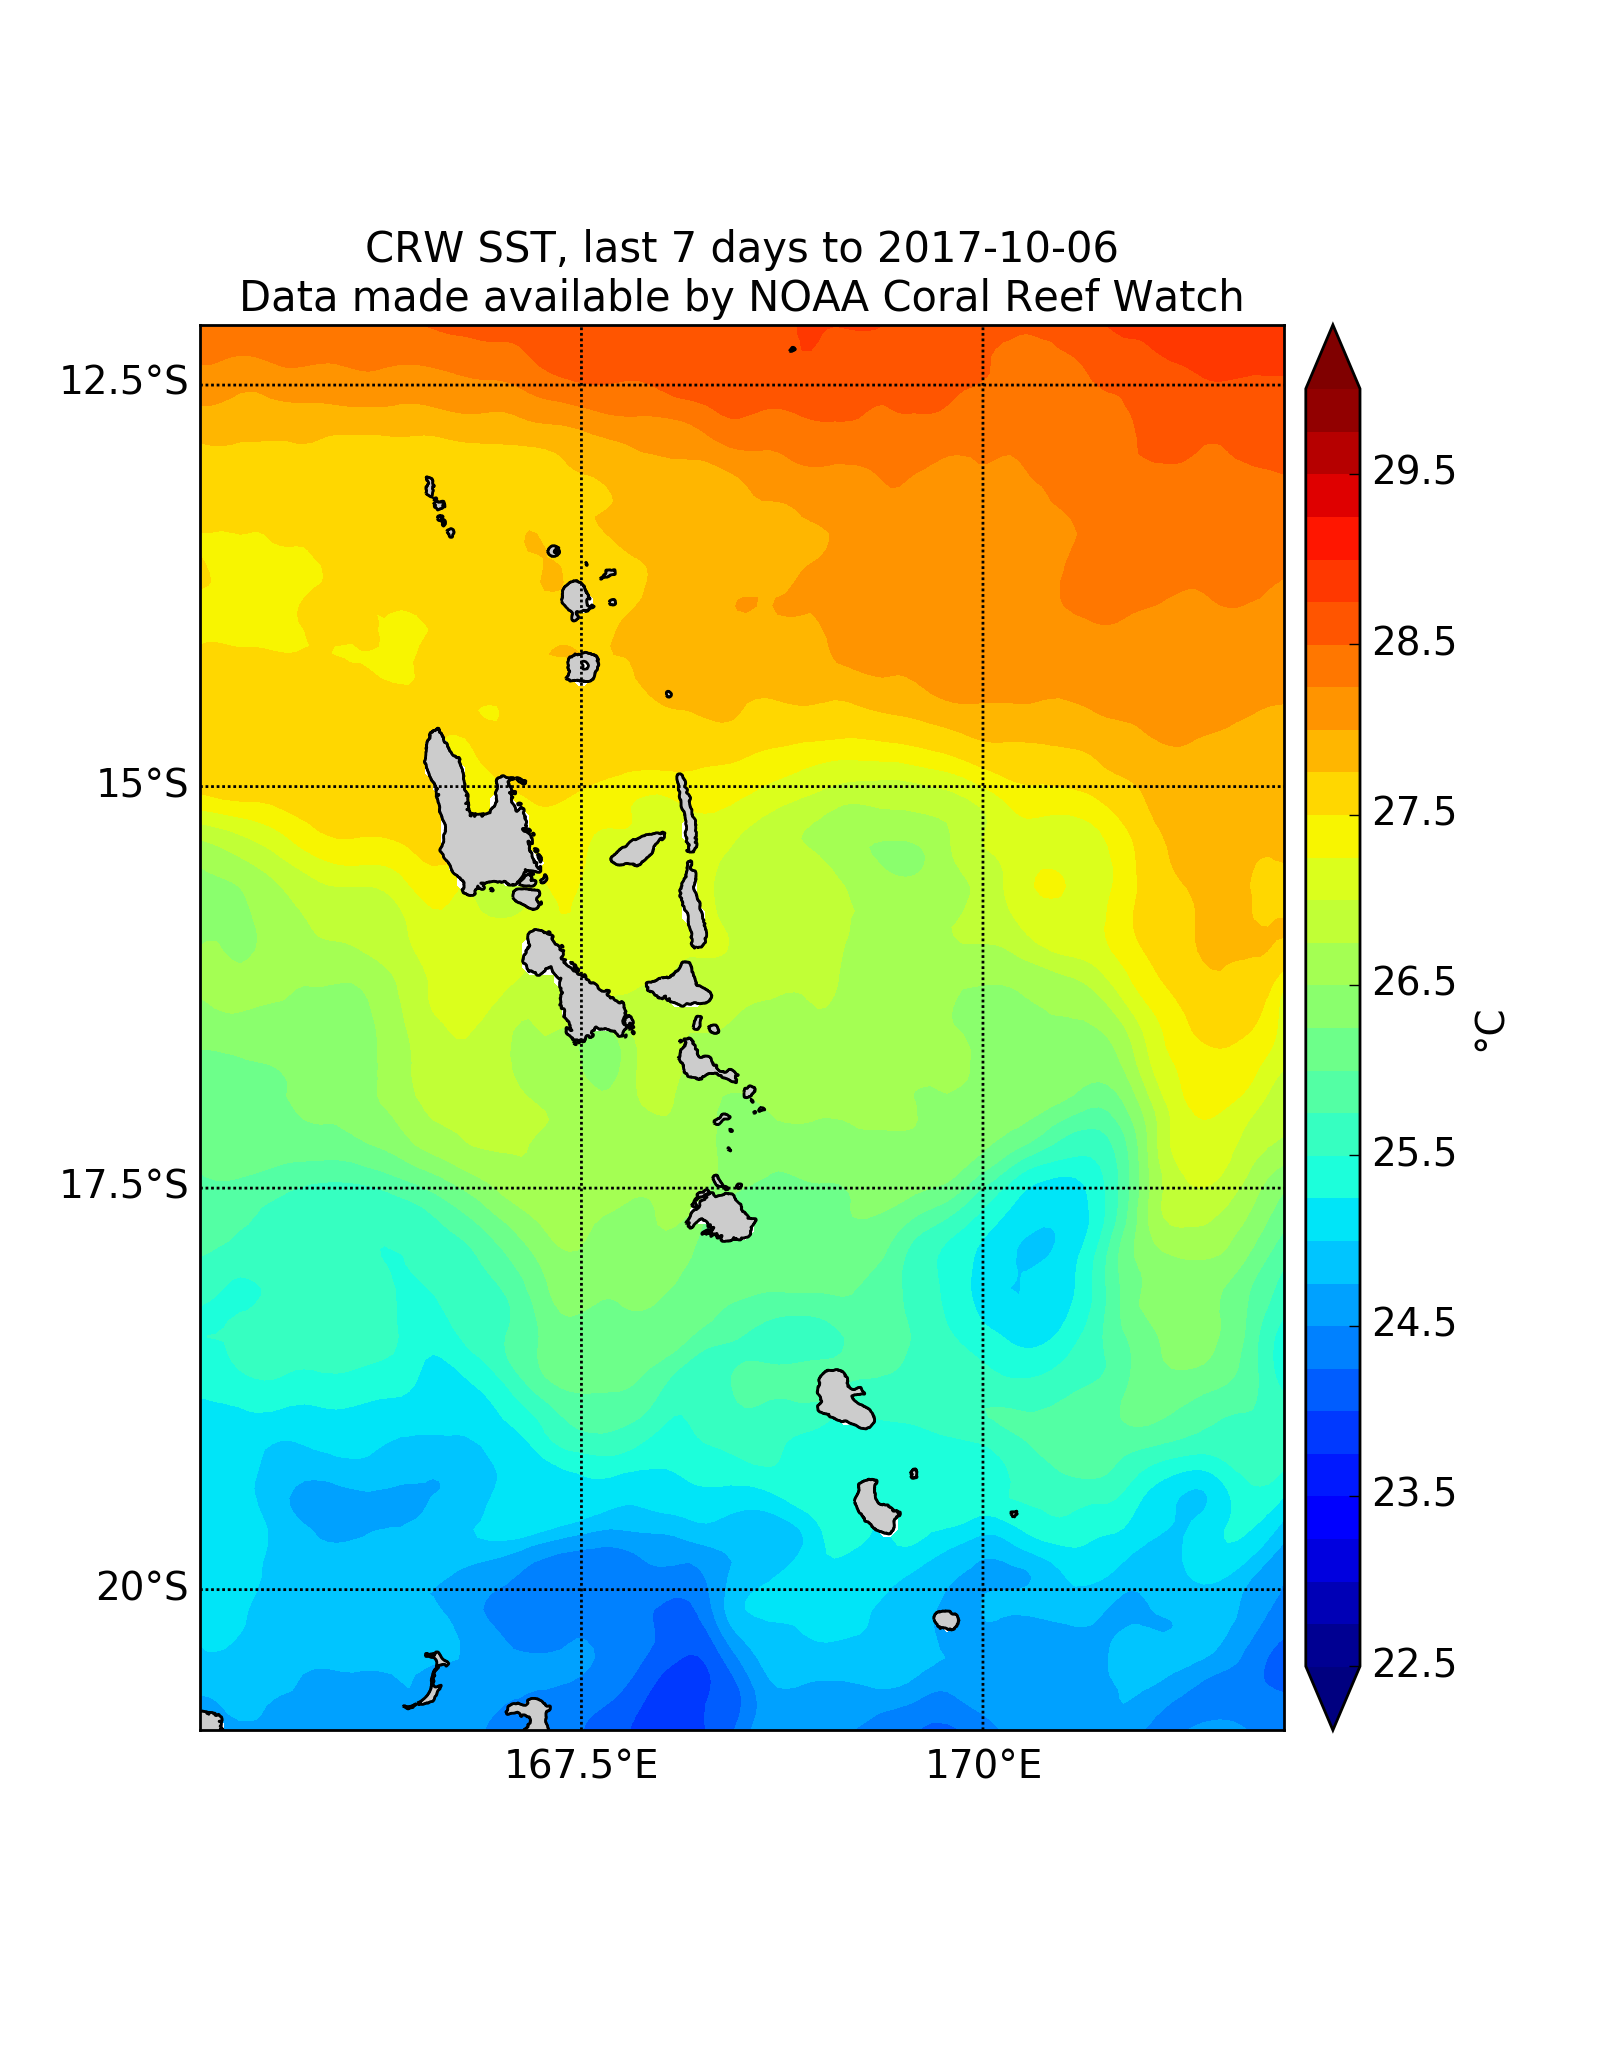 CRW SST, last 7 days to 2017-10-06
Data made available by NOAA Coral Reef Watch
12.5°S
15°S
17.5°S
20°S
167.5°E
170°E
29.5
28.5
27.5
26.5
25.5
24.5
23.5
22.5
°C